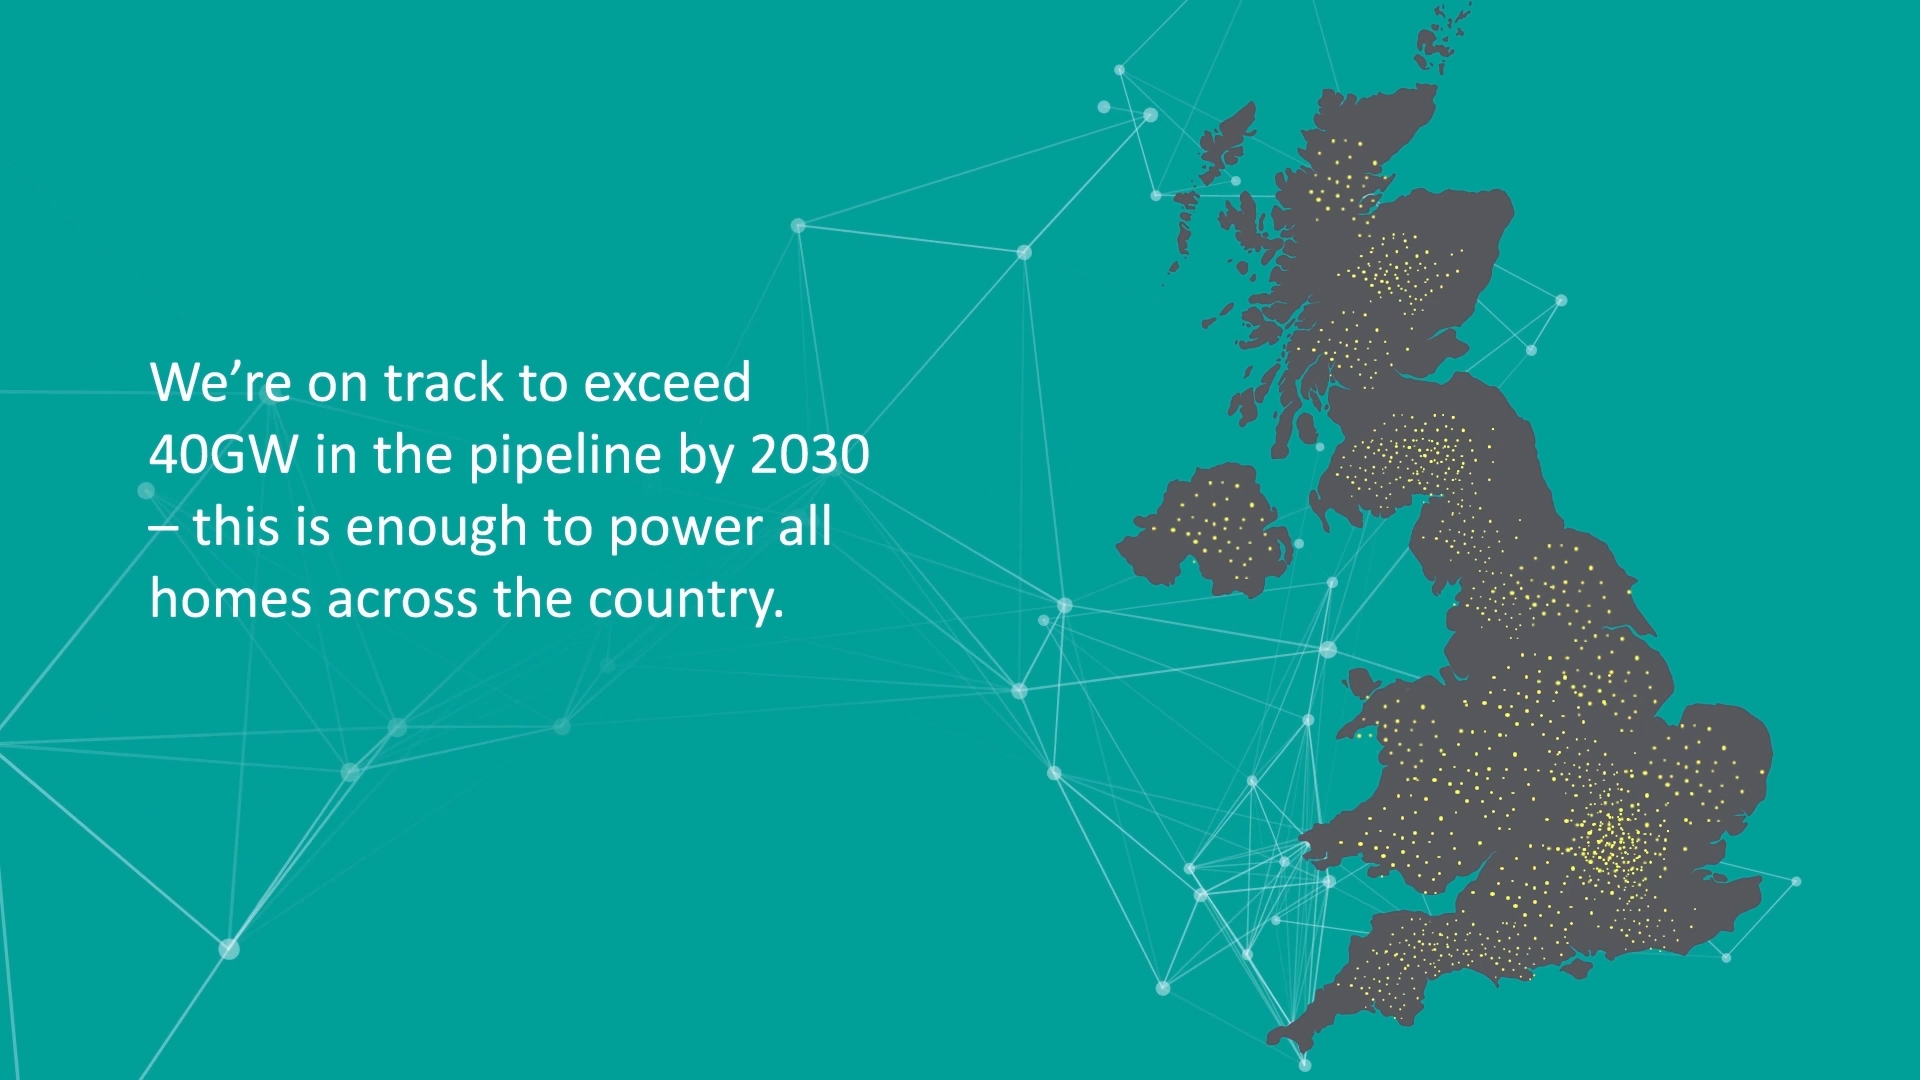 We’re on track to exceed
40GW in the pipeline by 2030
– this is enough to power all
homes across the country.